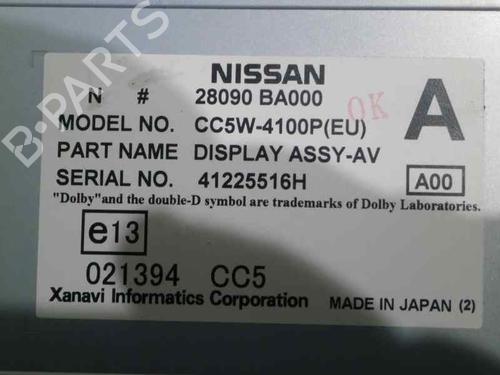 NISSAN
N # 28090 BA000
MODEL NO. CC5W-4100P(EU)
PART NAME DISPLAY ASSY-AV
SERIAL NO. 41225516H
A
OK
A00
"Dolby"and the double-D symbol are trademarks of Dolby Laboratories.
e13
021394 CC5
Xanavi Informatics Corporation MADE IN JAPAN (2)
B-PARTS